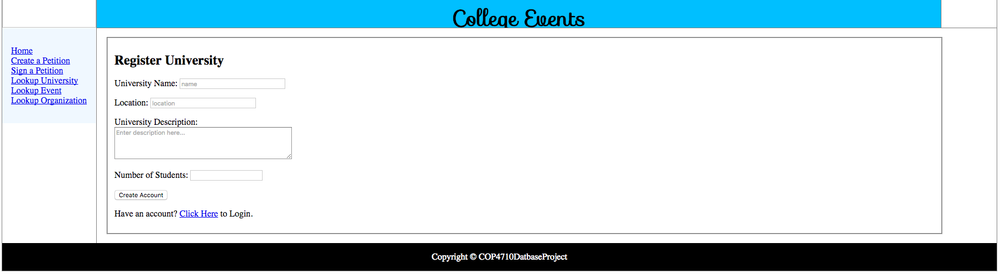 College Events
Home
Create a Petition
Sign a Petition
Lookup University
Lookup Event
Lookup Organization
Register University
University Name: name
Location: location
University Description:
Enter description here...
Number of Students:
Create Account
Have an account? Click Here to Login.
Copyright © COP4710DatbaseProject